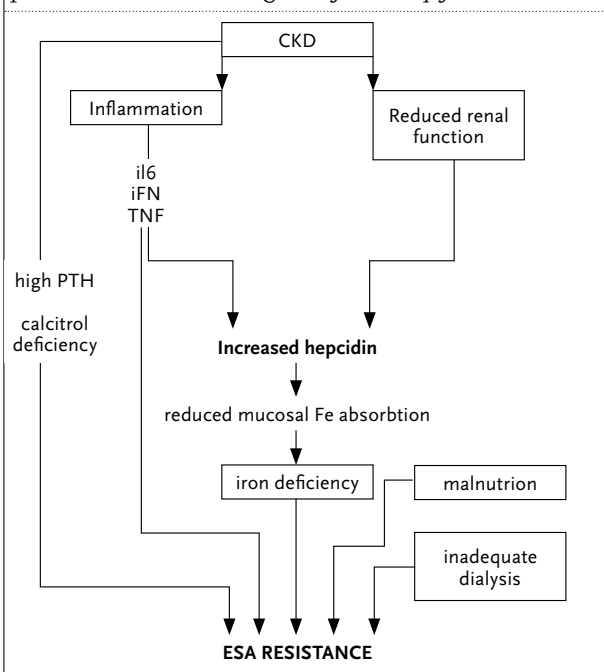 CKD
Inflammation
Reduced renal
function
il6
iFN
TNF
high PTH
calcitrol
deficiency
Increased hepcidin
reduced mucosal Fe absorbtion
iron deficiency
malnutrion
inadequate
dialysis
ESA RESISTANCE